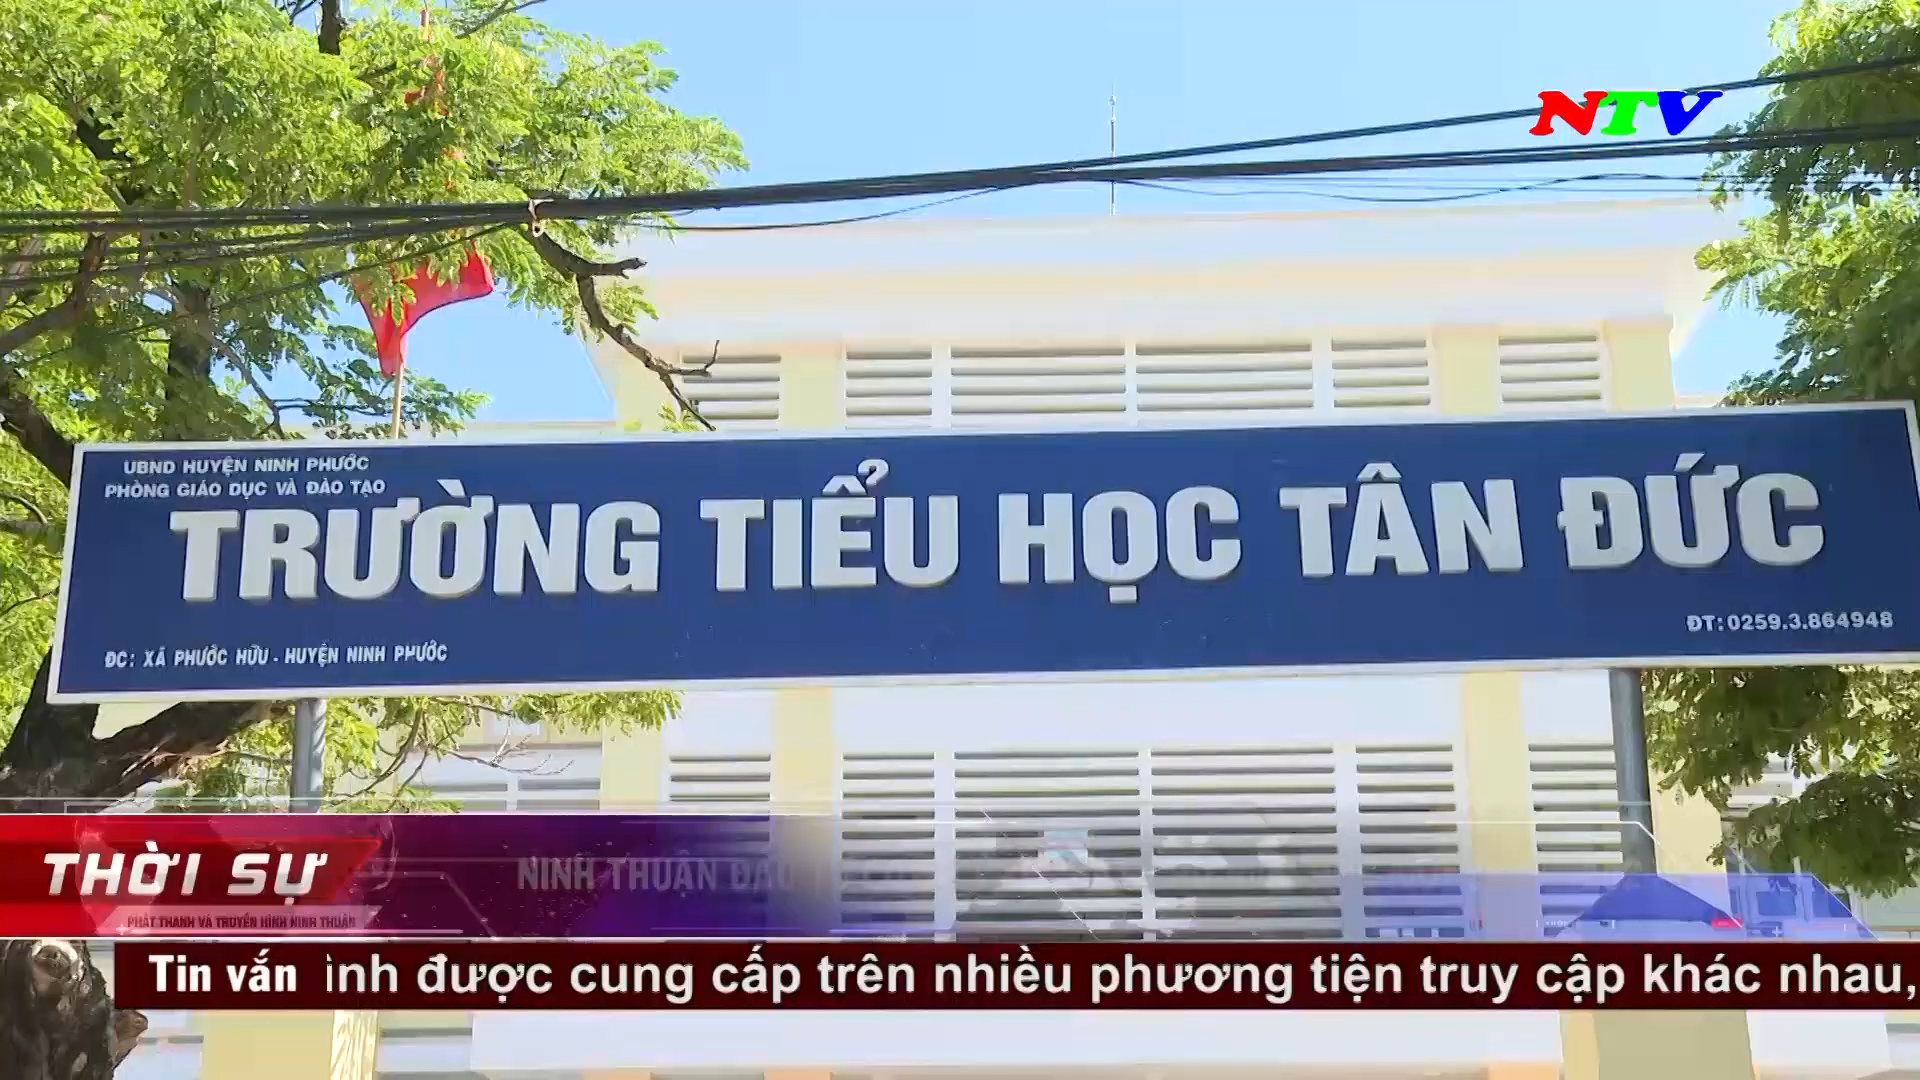 NTV
UBND HUYỆN NINH PHƯỚC
PHÒNG GIÁO DỤC VÀ ĐÀO TẠO
TRƯỜNG TIỂU HỌC TÂN ĐỨC
ĐT: 0259.3.864948
ĐC: XÃ PHƯỚC HỮU - HUYỆN NINH PHƯỚC
THỜI SỰ
NINH THUẬN
PHÁT THANH VÀ TRUYỀN HÌNH NINH THUẬN
Tin vắn ình được cung cấp trên nhiều phương tiện truy cập khác nhau,